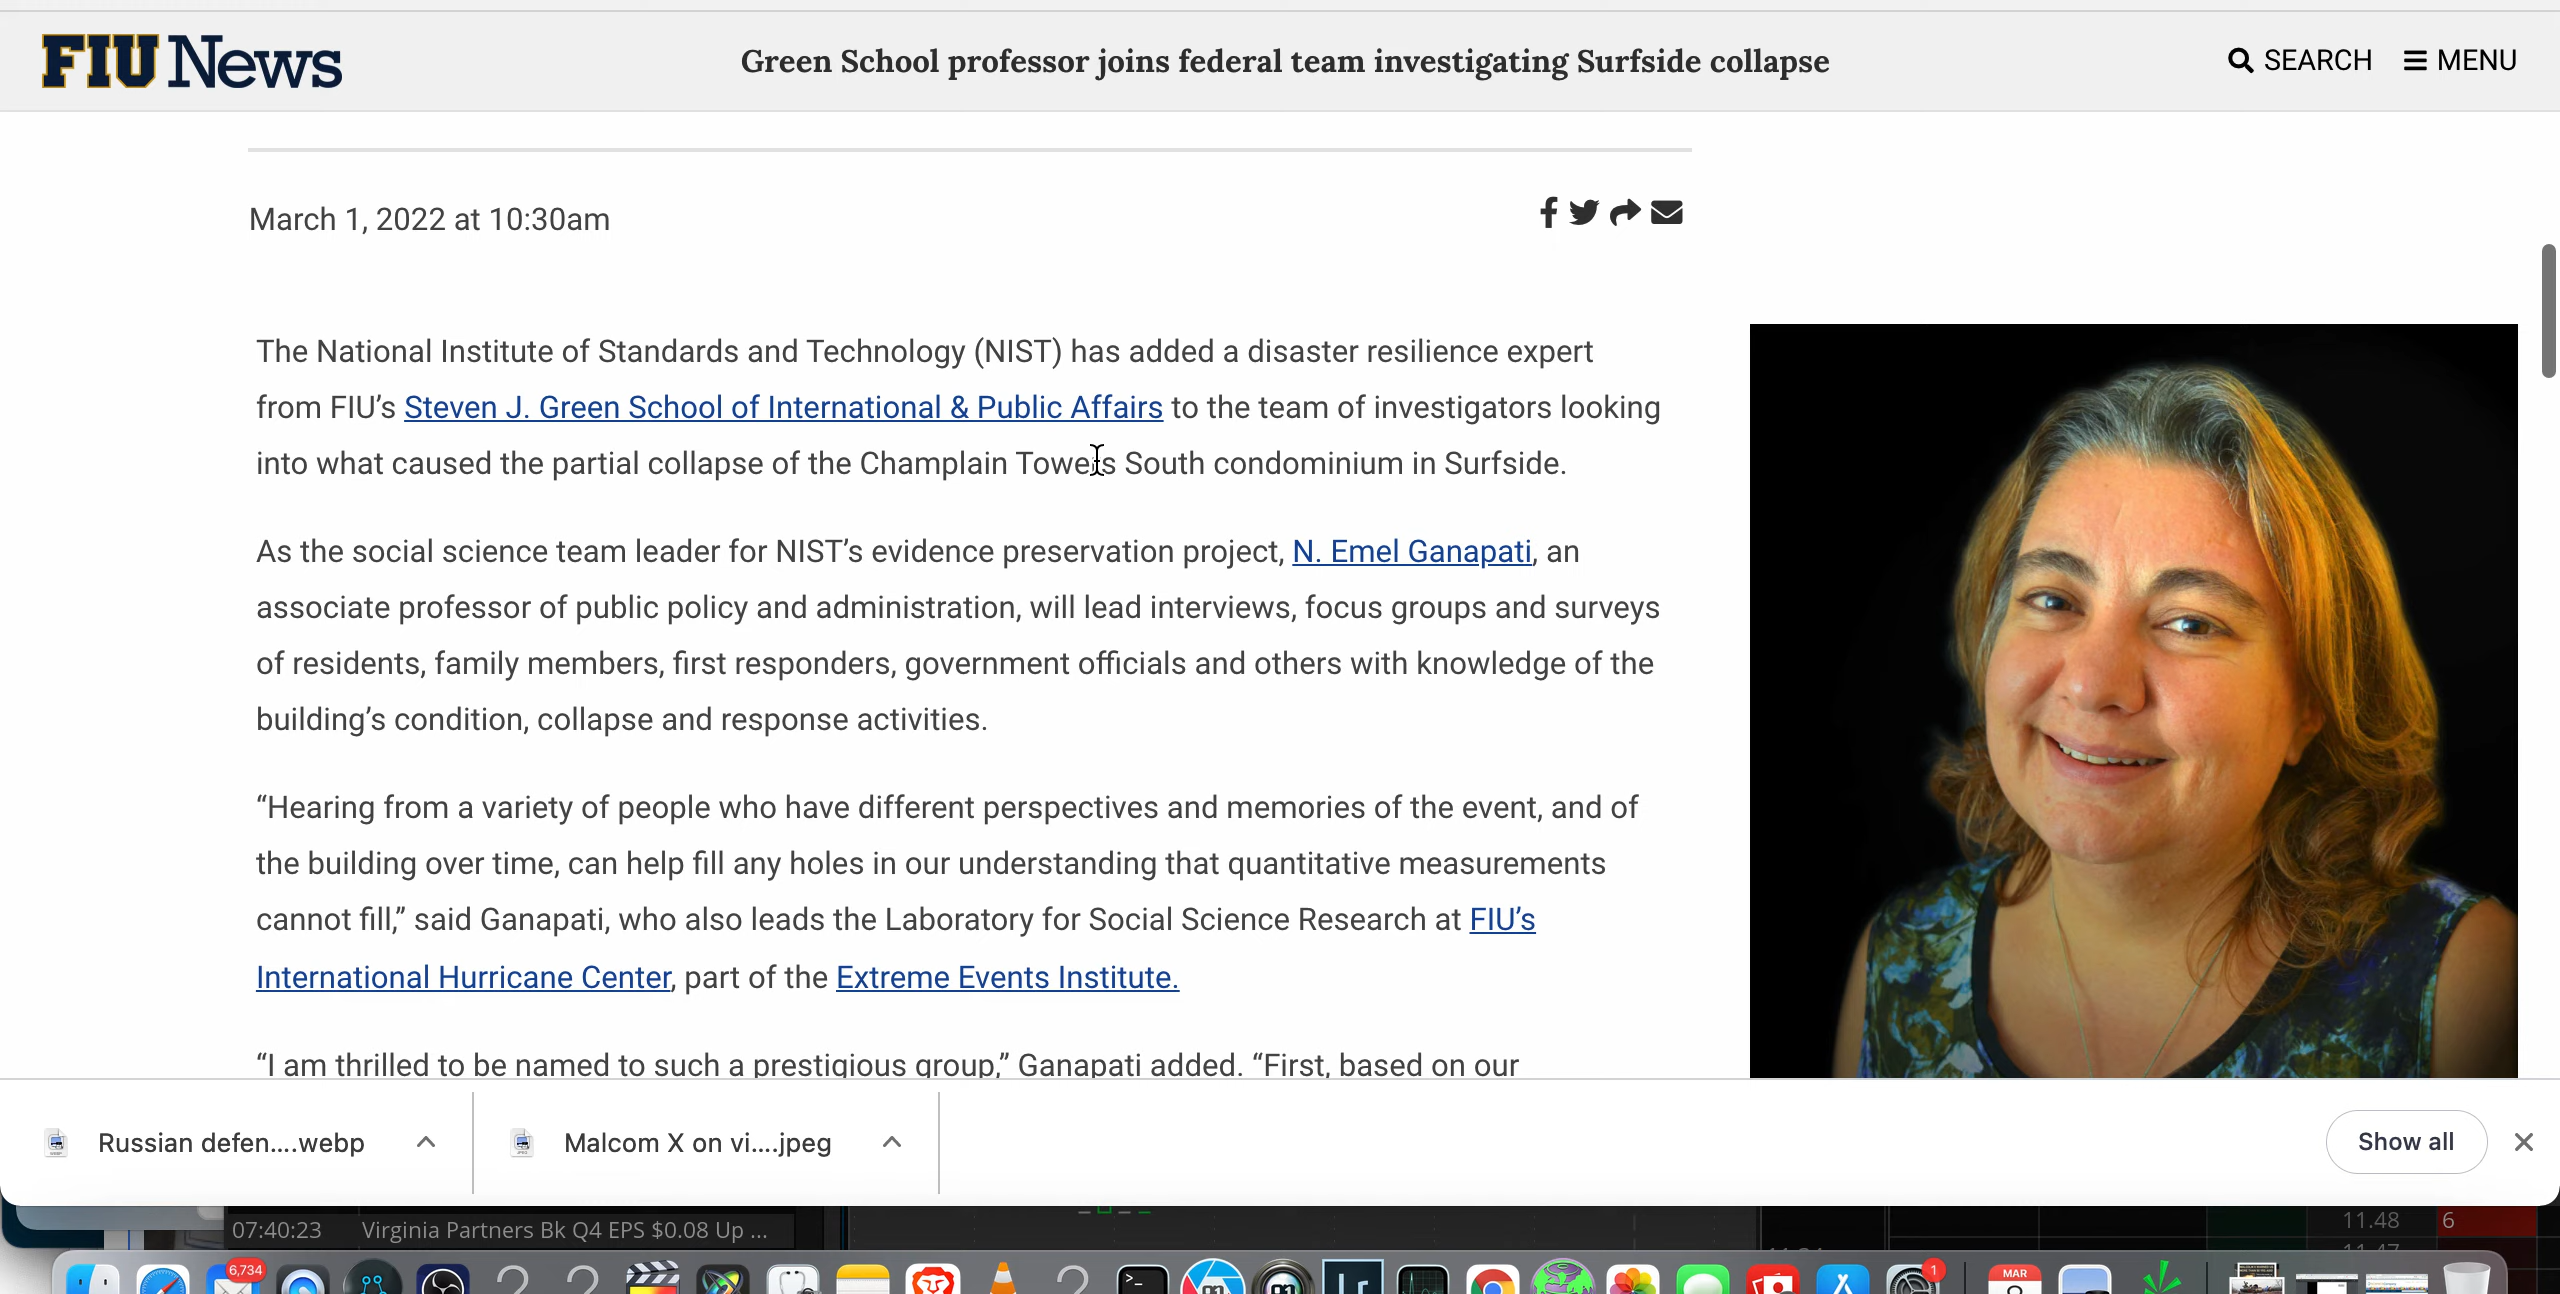 FIU News
Green School professor joins federal team investigating Surfside collapse
SEARCH
MENU
March 1, 2022 at 10:30am
The National Institute of Standards and Technology (NIST) has added a disaster resilience expert
from FIU’s Steven J. Green School of International & Public Affairs to the team of investigators looking
into what caused the partial collapse of the Champlain Towers South condominium in Surfside.
As the social science team leader for NIST’s evidence preservation project, N. Emel Ganapati, an
associate professor of public policy and administration, will lead interviews, focus groups and surveys
of residents, family members, first responders, government officials and others with knowledge of the
building’s condition, collapse and response activities.
“Hearing from a variety of people who have different perspectives and memories of the event, and of
the building over time, can help fill any holes in our understanding that quantitative measurements
cannot fill,” said Ganapati, who also leads the Laboratory for Social Science Research at FIU’s
International Hurricane Center, part of the Extreme Events Institute.
“I am thrilled to be named to such a prestigious group,” Ganapati added. “First, based on our
Russian defen....webp
Malcom X on vi....jpeg
Show all
07:40:23 Virginia Partners Bk Q4 EPS $0.08 Up ...
11.48 6
6,734
1
MAR